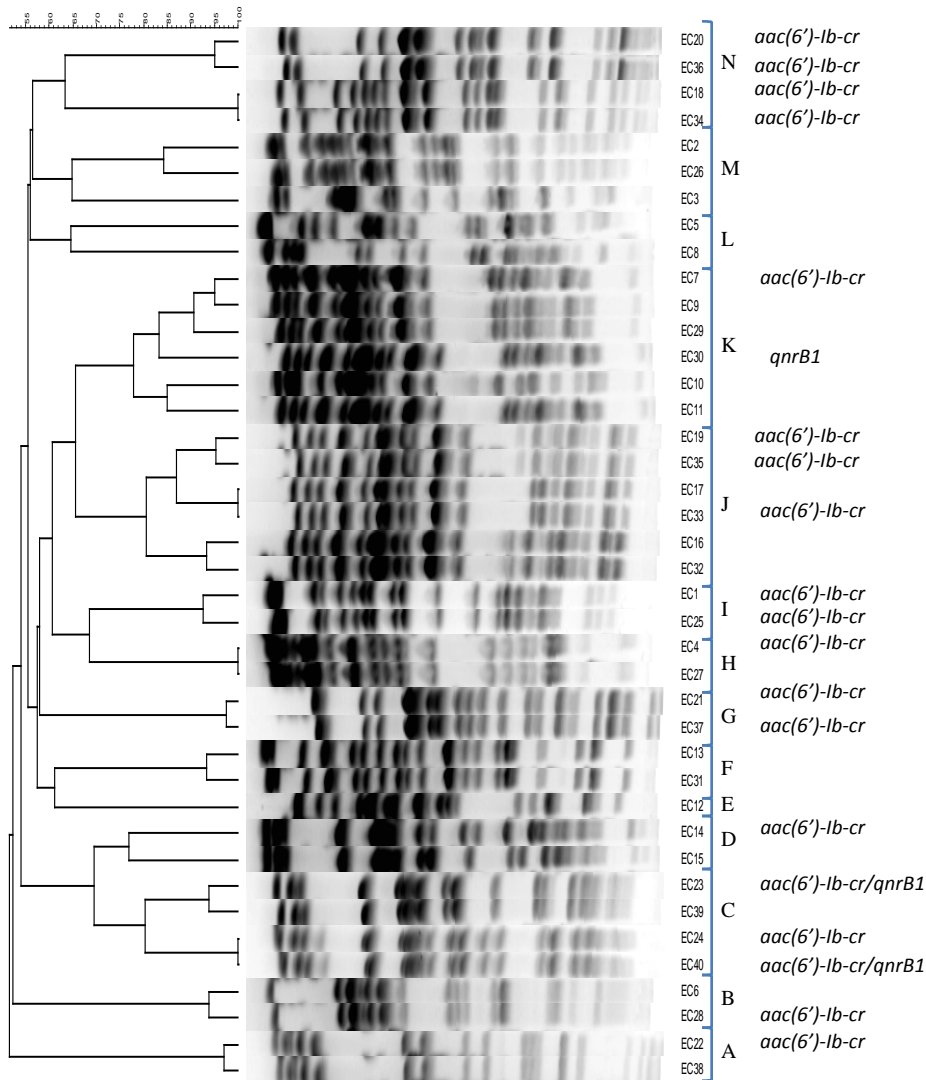 55 60 65 70 75 80 85 90 95 100
EC20 aac(6’)-Ib-cr
EC36 N aac(6’)-Ib-cr
EC18 aac(6’)-Ib-cr
EC34 aac(6’)-Ib-cr
EC2
EC26 M
EC3
EC5
L
EC8
EC7 aac(6’)-Ib-cr
EC9
EC29
K
EC30 qnrB1
EC10
EC11
EC19 aac(6’)-Ib-cr
EC35 aac(6’)-Ib-cr
EC17
J
EC33 aac(6’)-Ib-cr
EC16
EC32
EC1 aac(6’)-Ib-cr
I
EC25 aac(6’)-Ib-cr
EC4 aac(6’)-Ib-cr
H
EC27
EC21 aac(6’)-Ib-cr
G
EC37 aac(6’)-Ib-cr
EC13
F
EC31
EC12 E
EC14 aac(6’)-Ib-cr
D
EC15
EC23 aac(6’)-Ib-cr/qnrB1
EC39 C
EC24 aac(6’)-Ib-cr
EC40 aac(6’)-Ib-cr/qnrB1
EC6
B
EC28 aac(6’)-Ib-cr
EC22 aac(6’)-Ib-cr
A
EC38